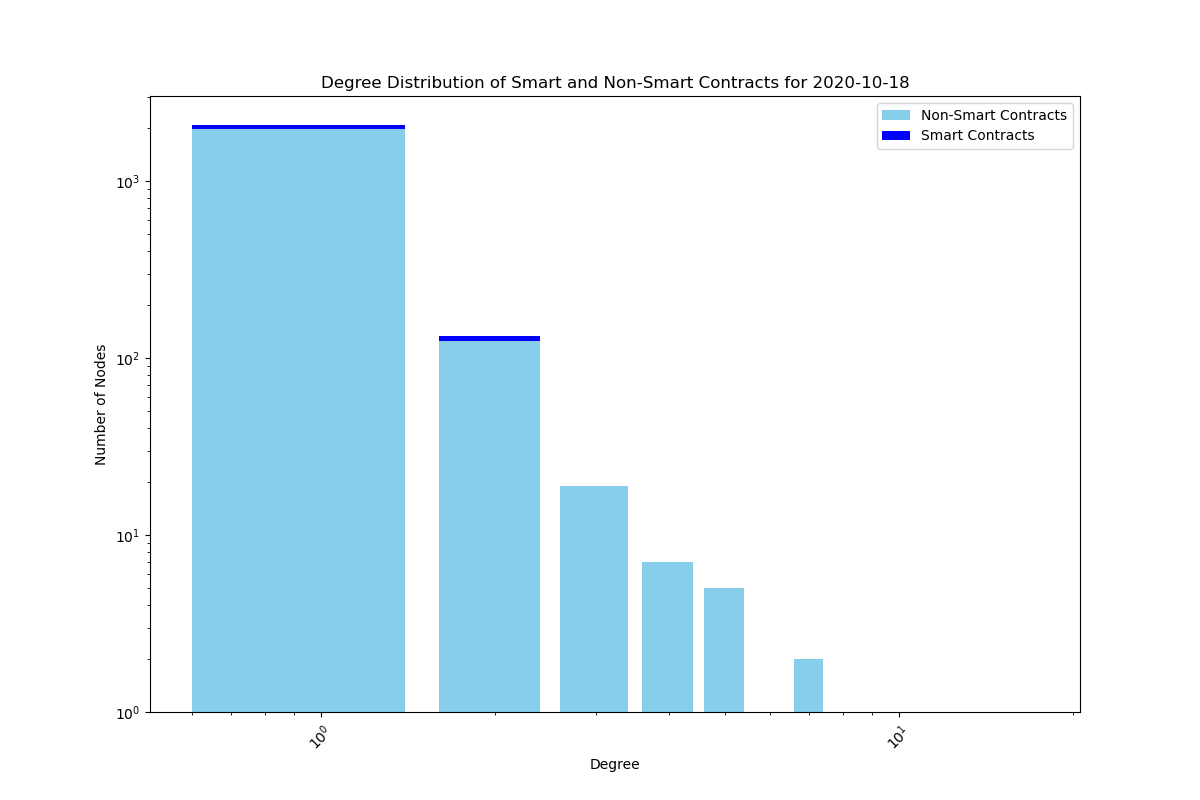 Degree Distribution of Smart and Non-Smart Contracts for 2020-10-18
Non-Smart Contracts
Smart Contracts
Number of Nodes
10³
10²
10¹
10⁰
10⁰
10¹
Degree